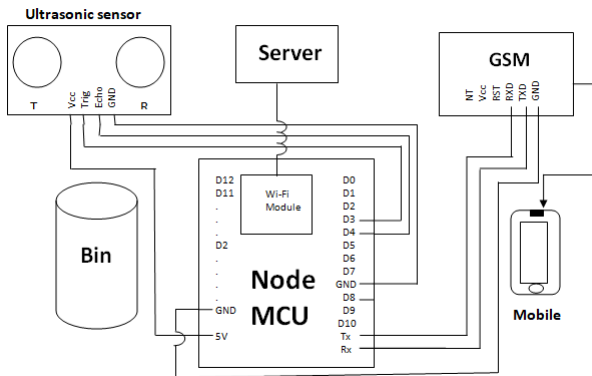 Ultrasonic sensor
T
Vcc
Trig
Echo
GND
R
Server
GSM
NT
Vcc
RST
RXD
TXD
GND
Bin
D12
D11
.
.
.
D2
.
.
.
.
GND
5V
Wi-Fi
Module
Node
MCU
D0
D1
D2
D3
D4
D5
D6
D7
GND
D8
D9
D10
Tx
Rx
Mobile